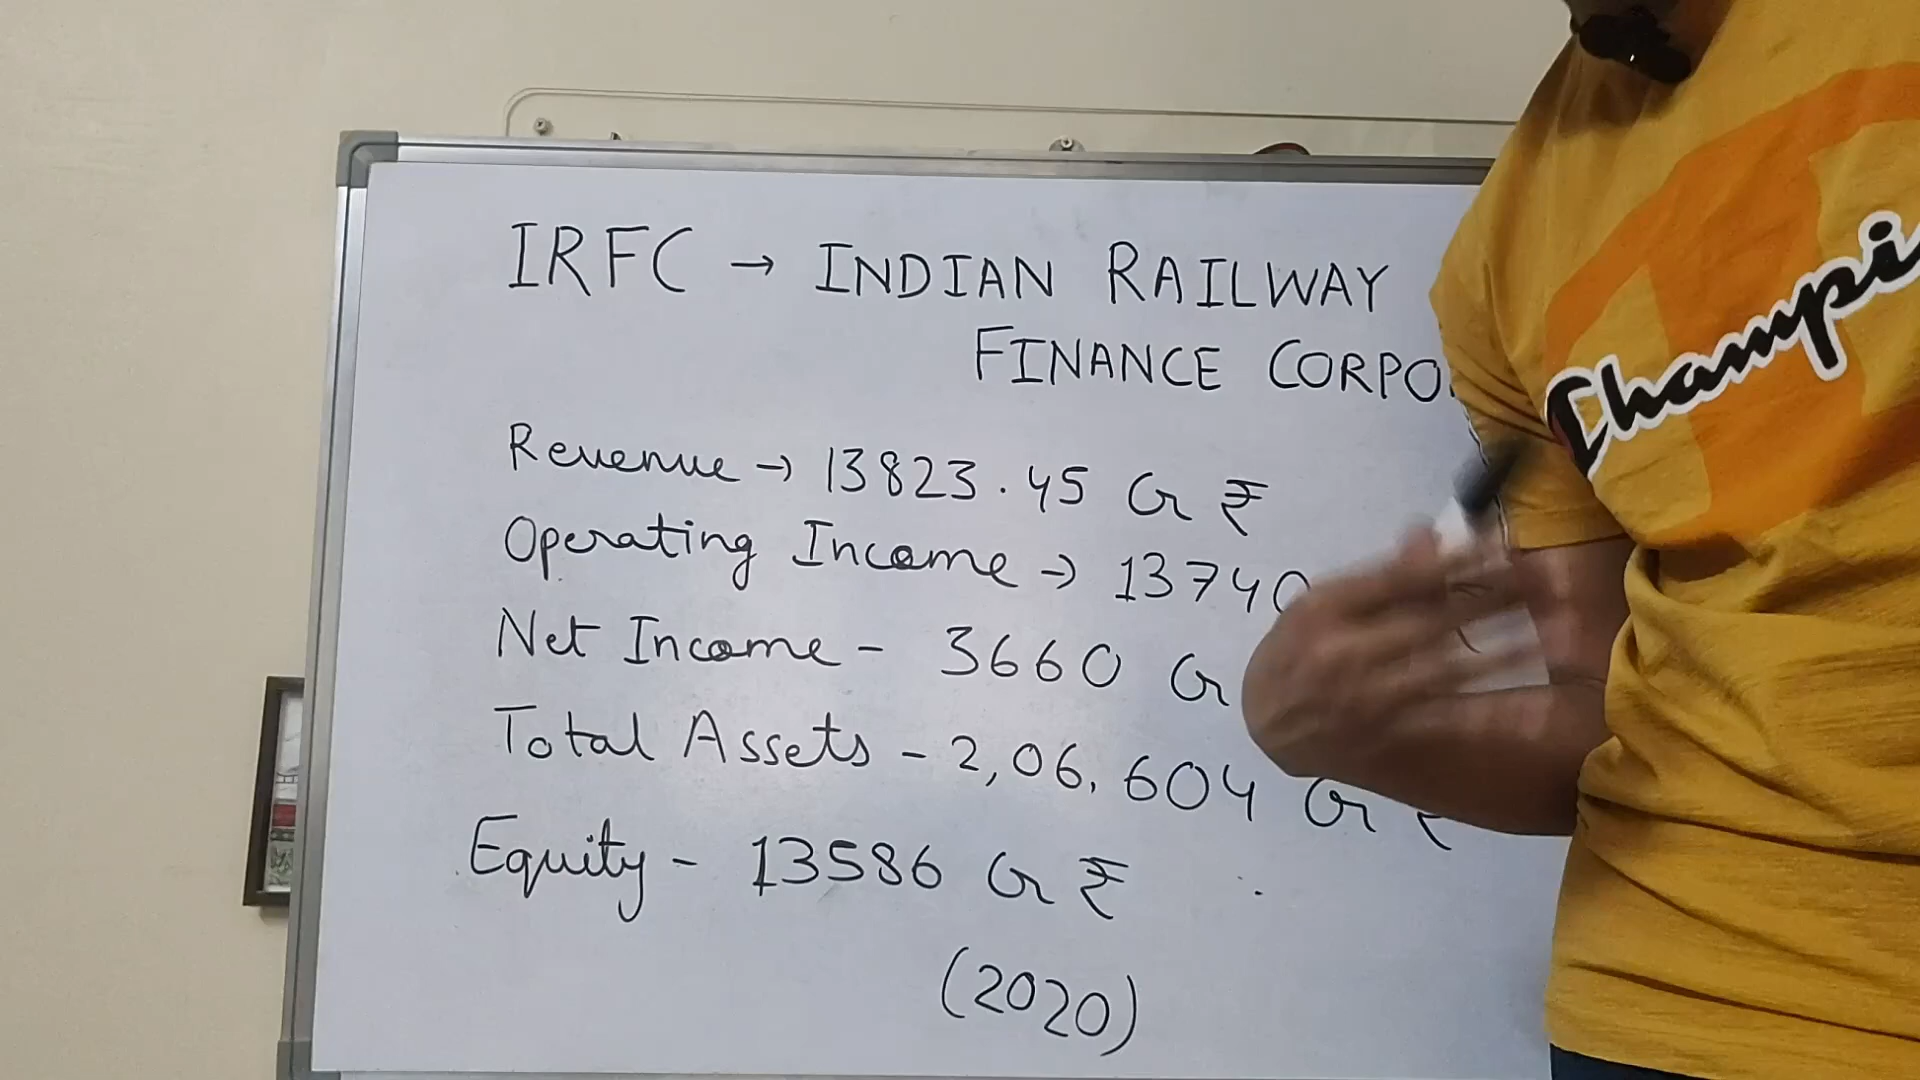 IRFC → INDIAN RAILWAY
FINANCE CORPO
Revenue → 13823.45 Cr ₹
Operating Income → 13740
Net Income - 3660 Cr
Total Assets - 2,06,604 Cr ₹
Equity - 13586 Cr ₹
(2020)
Champi